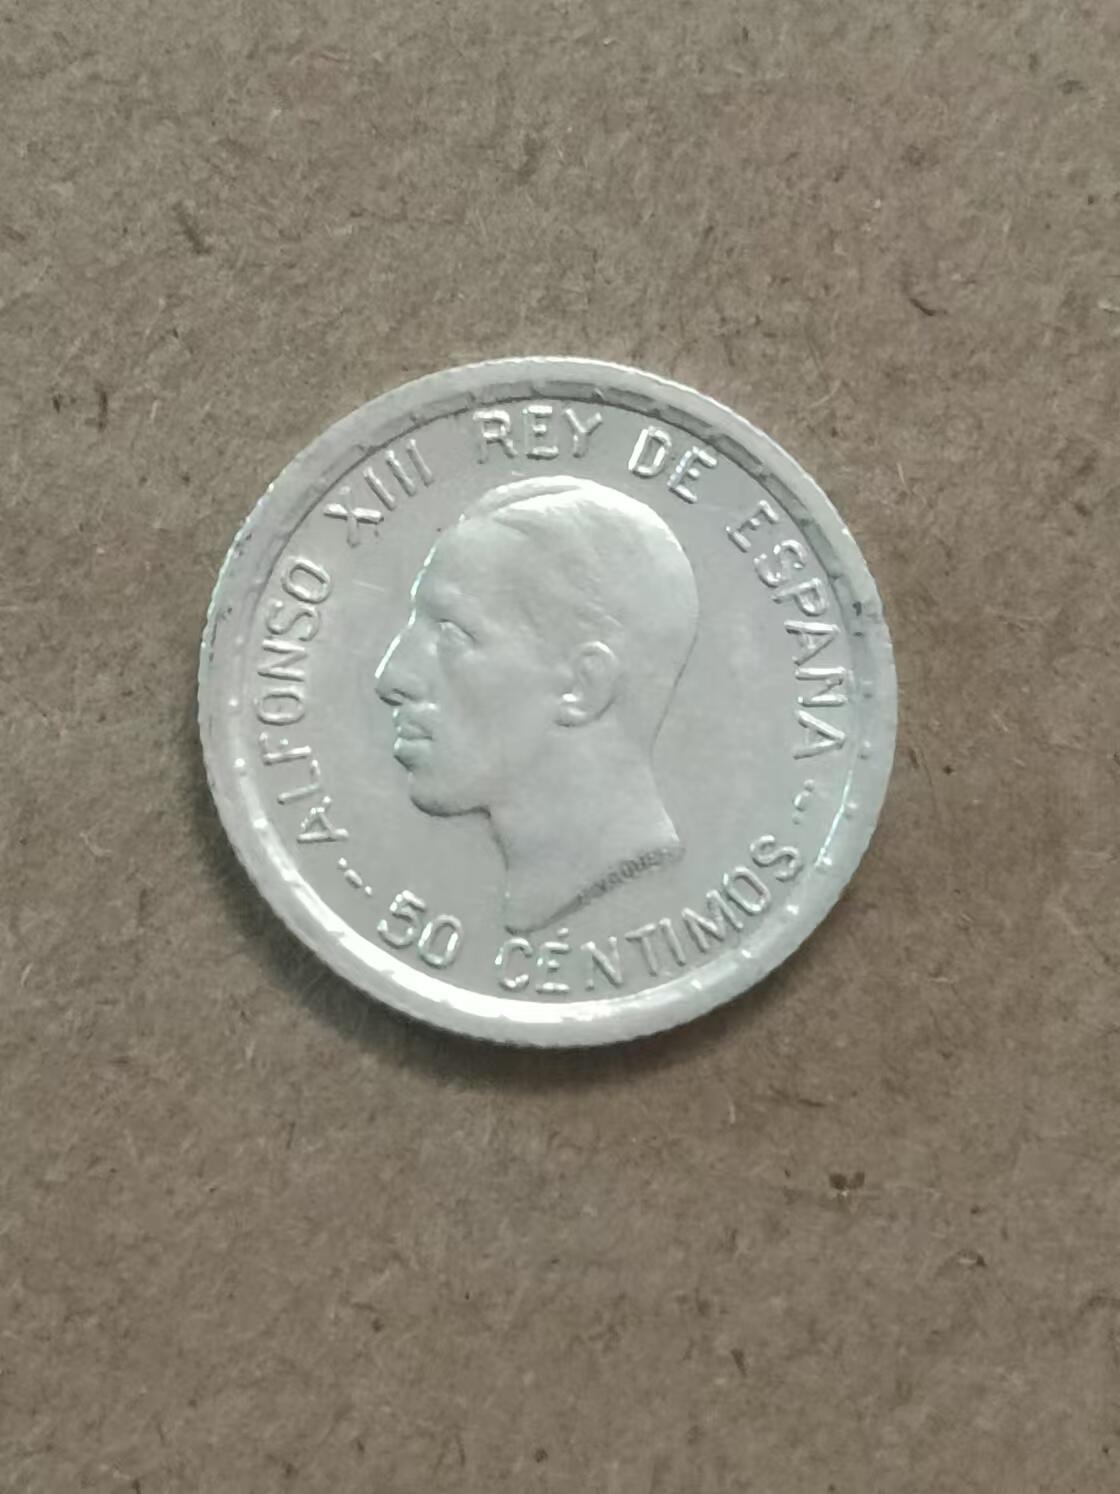 ALFONSO XIII REY DE ESPAÑA
50 CÉNTIMOS